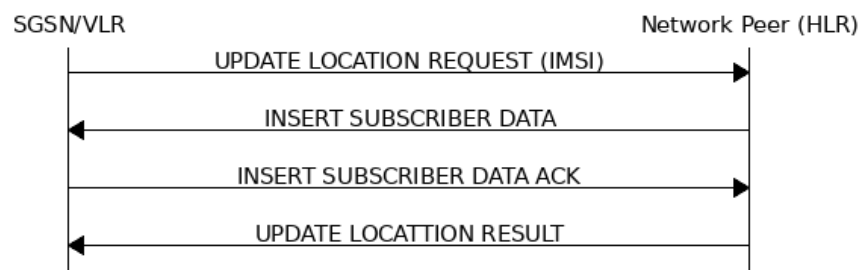 SGSN/VLR
Network Peer (HLR)
UPDATE LOCATION REQUEST (IMSI)
INSERT SUBSCRIBER DATA
INSERT SUBSCRIBER DATA ACK
UPDATE LOCATTION RESULT